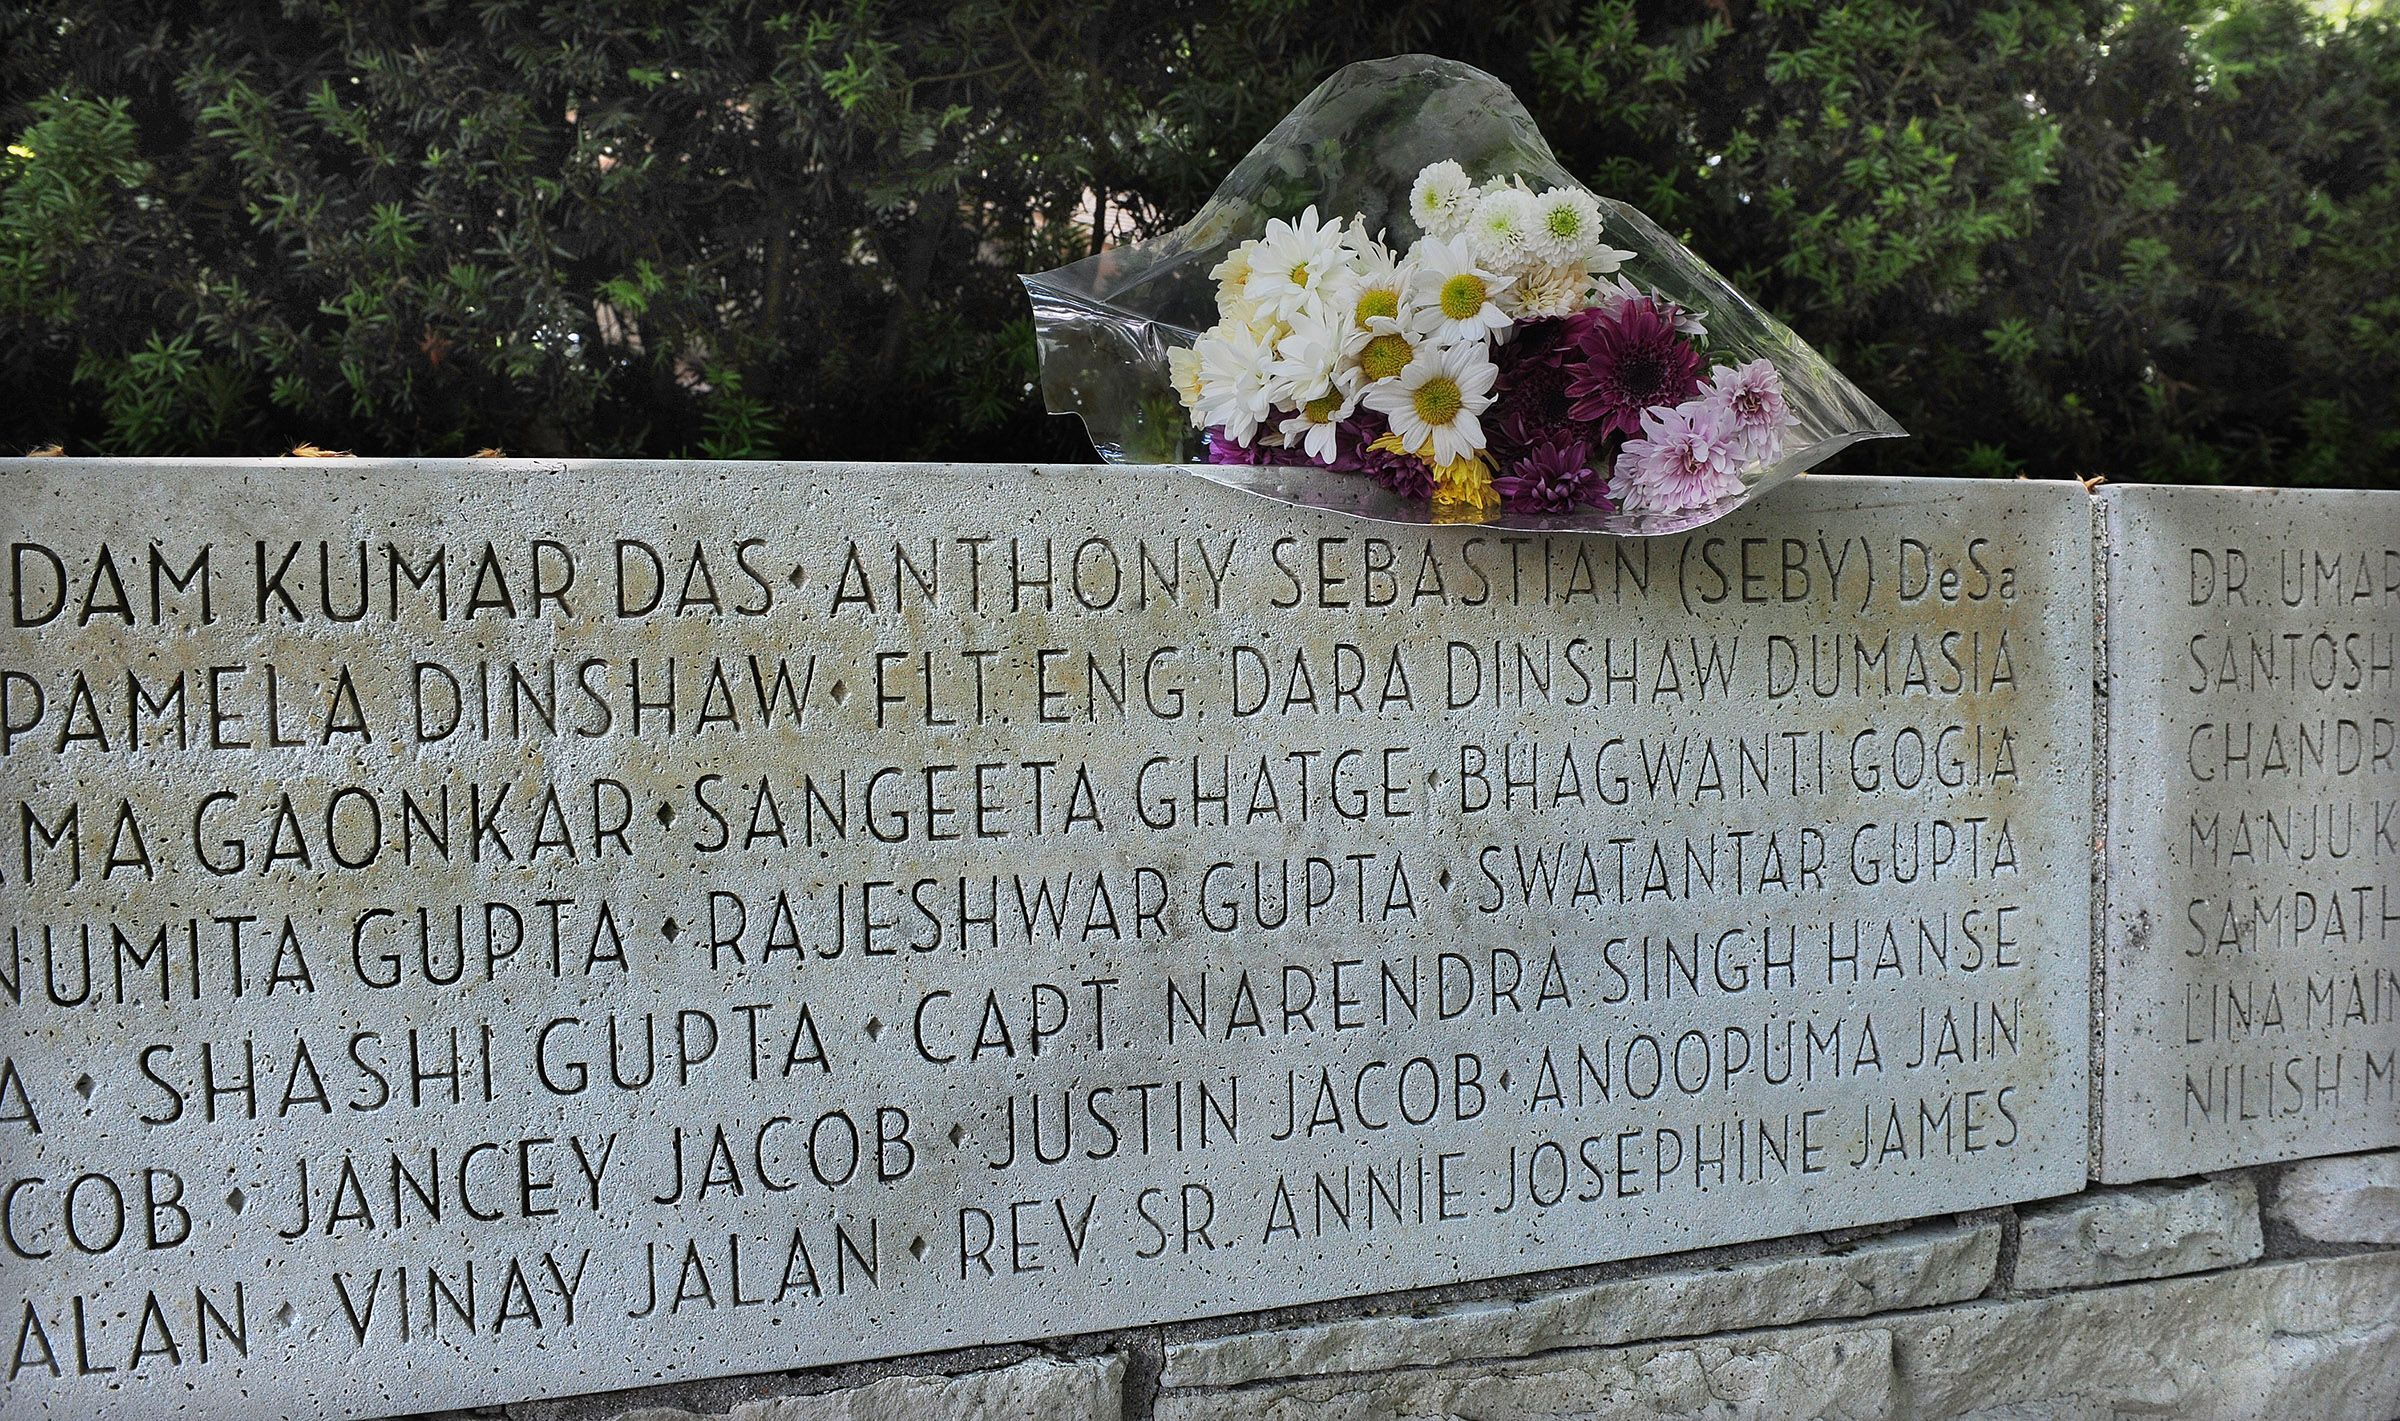 DAM KUMAR DAS · ANTHONY SEBASTIAN (SEBY) DeSa
PAMELA DINSHAW · FLT. ENG. DARA DINSHAW DUMASIA
MA GAONKAR · SANGEETA GHATGE · BHAGWANTI GOGIA
NUMITA GUPTA · RAJESHWAR GUPTA · SWATANTAR GUPTA
A · SHASHI GUPTA · CAPT. NARENDRA SINGH HANSE
COB · JANCEY JACOB · JUSTIN JACOB · ANOOPUMA JAIN
ALAN · VINAY JALAN · REV SR. ANNIE JOSEPHINE JAMES
DR. UMAR
SANTOSH
CHANDR
MANJU K
SAMPATH
LINA MAIN
NILISH M